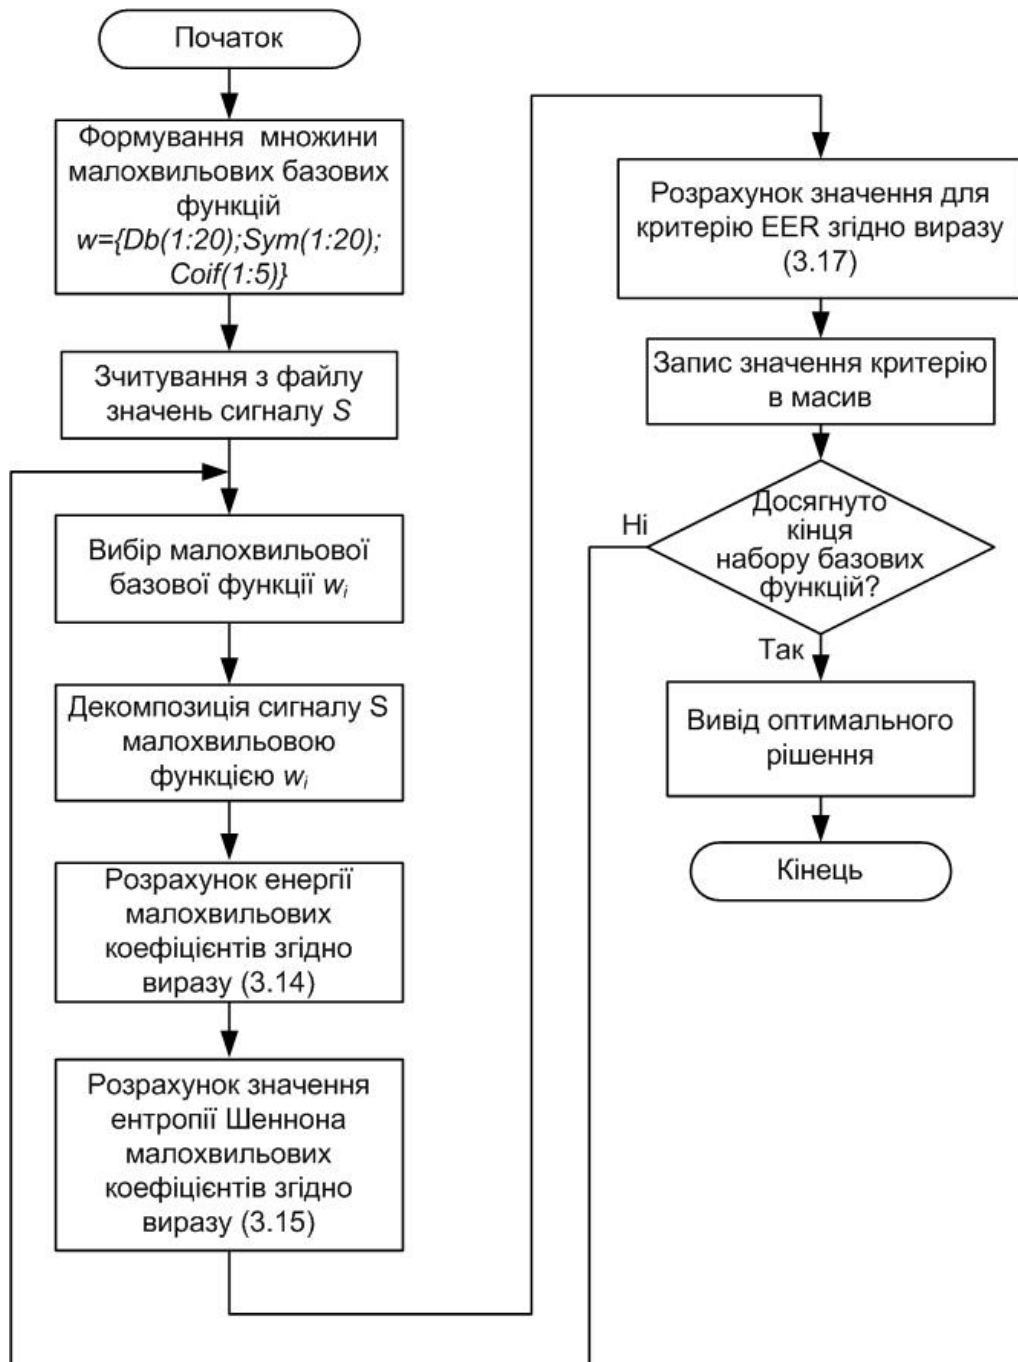 Початок
Формування множини
малохвильових базових
функцій
w={Db(1:20);Sym(1:20);
Coif(1:5)}
Зчитування з файлу
значень сигналу S
Вибір малохвильової
базової функції wᵢ
Декомпозиція сигналу S
малохвильовою
функцією wᵢ
Розрахунок енергії
малохвильових
коефіцієнтів згідно
виразу (3.14)
Розрахунок значення
ентропії Шеннона
малохвильових
коефіцієнтів згідно
виразу (3.15)
Розрахунок значення для
критерію EER згідно виразу
(3.17)
Запис значення критерію
в масив
Досягнуто
кінця
набору базових
функцій?
Ні
Так
Вивід оптимального
рішення
Кінець